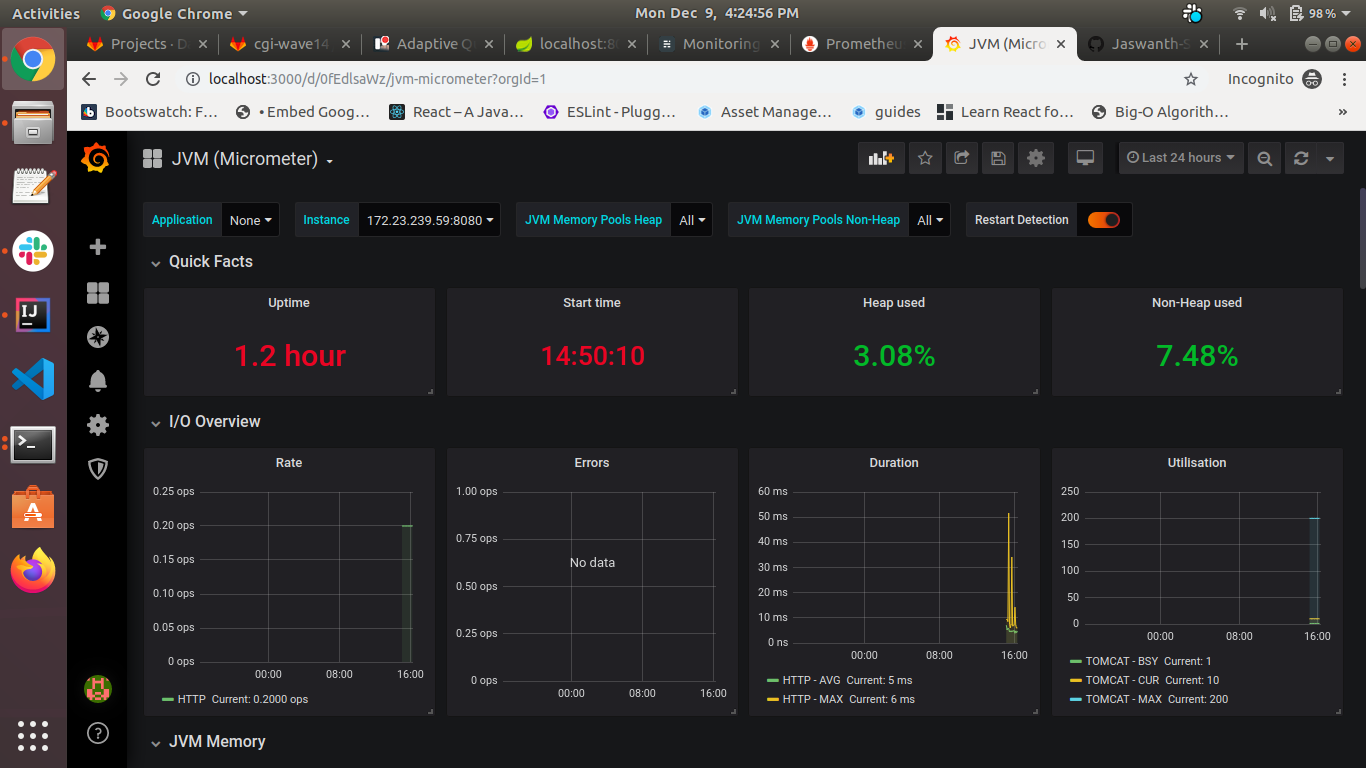 Activities Google Chrome Mon Dec 9, 4:24:56 PM 98 %
Projects · D cgi-wave14 Adaptive Q localhost:80 Monitoring Prometheu JVM (Micro Jaswanth-S
localhost:3000/d/0fEdlsaWz/jvm-micrometer?orgId=1 Incognito
Bootswatch: F… • Embed Goog… React – A Java… ESLint - Plugg… Asset Manage… guides Learn React fo… Big-O Algorith… »
JVM (Micrometer) Last 24 hours
Application None Instance 172.23.239.59:8080 JVM Memory Pools Heap All JVM Memory Pools Non-Heap All Restart Detection
Quick Facts
Uptime Start time Heap used Non-Heap used
1.2 hour 14:50:10 3.08% 7.48%
I/O Overview
Rate
0.25 ops
0.20 ops
0.15 ops
0.10 ops
0.05 ops
0 ops
00:00 08:00 16:00
HTTP Current: 0.2000 ops
Errors
1.00 ops
0.75 ops
No data
0.50 ops
0.25 ops
0 ops
00:00 08:00 16:00
Duration
60 ms
50 ms
40 ms
30 ms
20 ms
10 ms
0 ns
00:00 08:00 16:00
HTTP - AVG Current: 5 ms
HTTP - MAX Current: 6 ms
Utilisation
250
200
150
100
50
0
00:00 08:00 16:00
TOMCAT - BSY Current: 1
TOMCAT - CUR Current: 10
TOMCAT - MAX Current: 200
JVM Memory